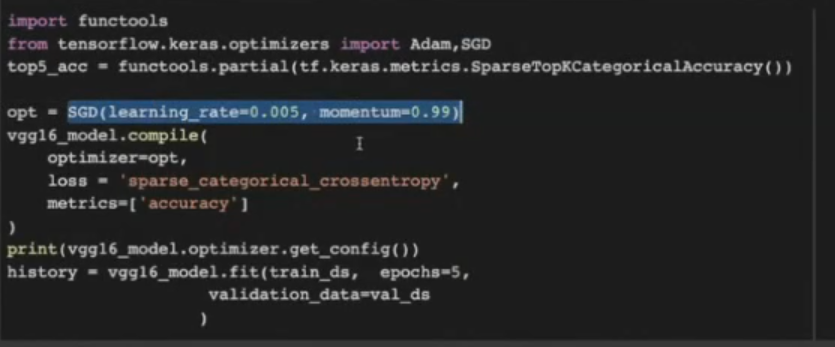 import functools
from tensorflow.keras.optimizers import Adam,SGD
top5_acc = functools.partial(tf.keras.metrics.SparseTopKCategoricalAccuracy())

opt = SGD(learning_rate=0.005, momentum=0.99)
vgg16_model.compile(
    optimizer=opt,
    loss = 'sparse_categorical_crossentropy',
    metrics=['accuracy']
)
print(vgg16_model.optimizer.get_config())
history = vgg16_model.fit(train_ds,  epochs=5,
                    validation_data=val_ds
                    )